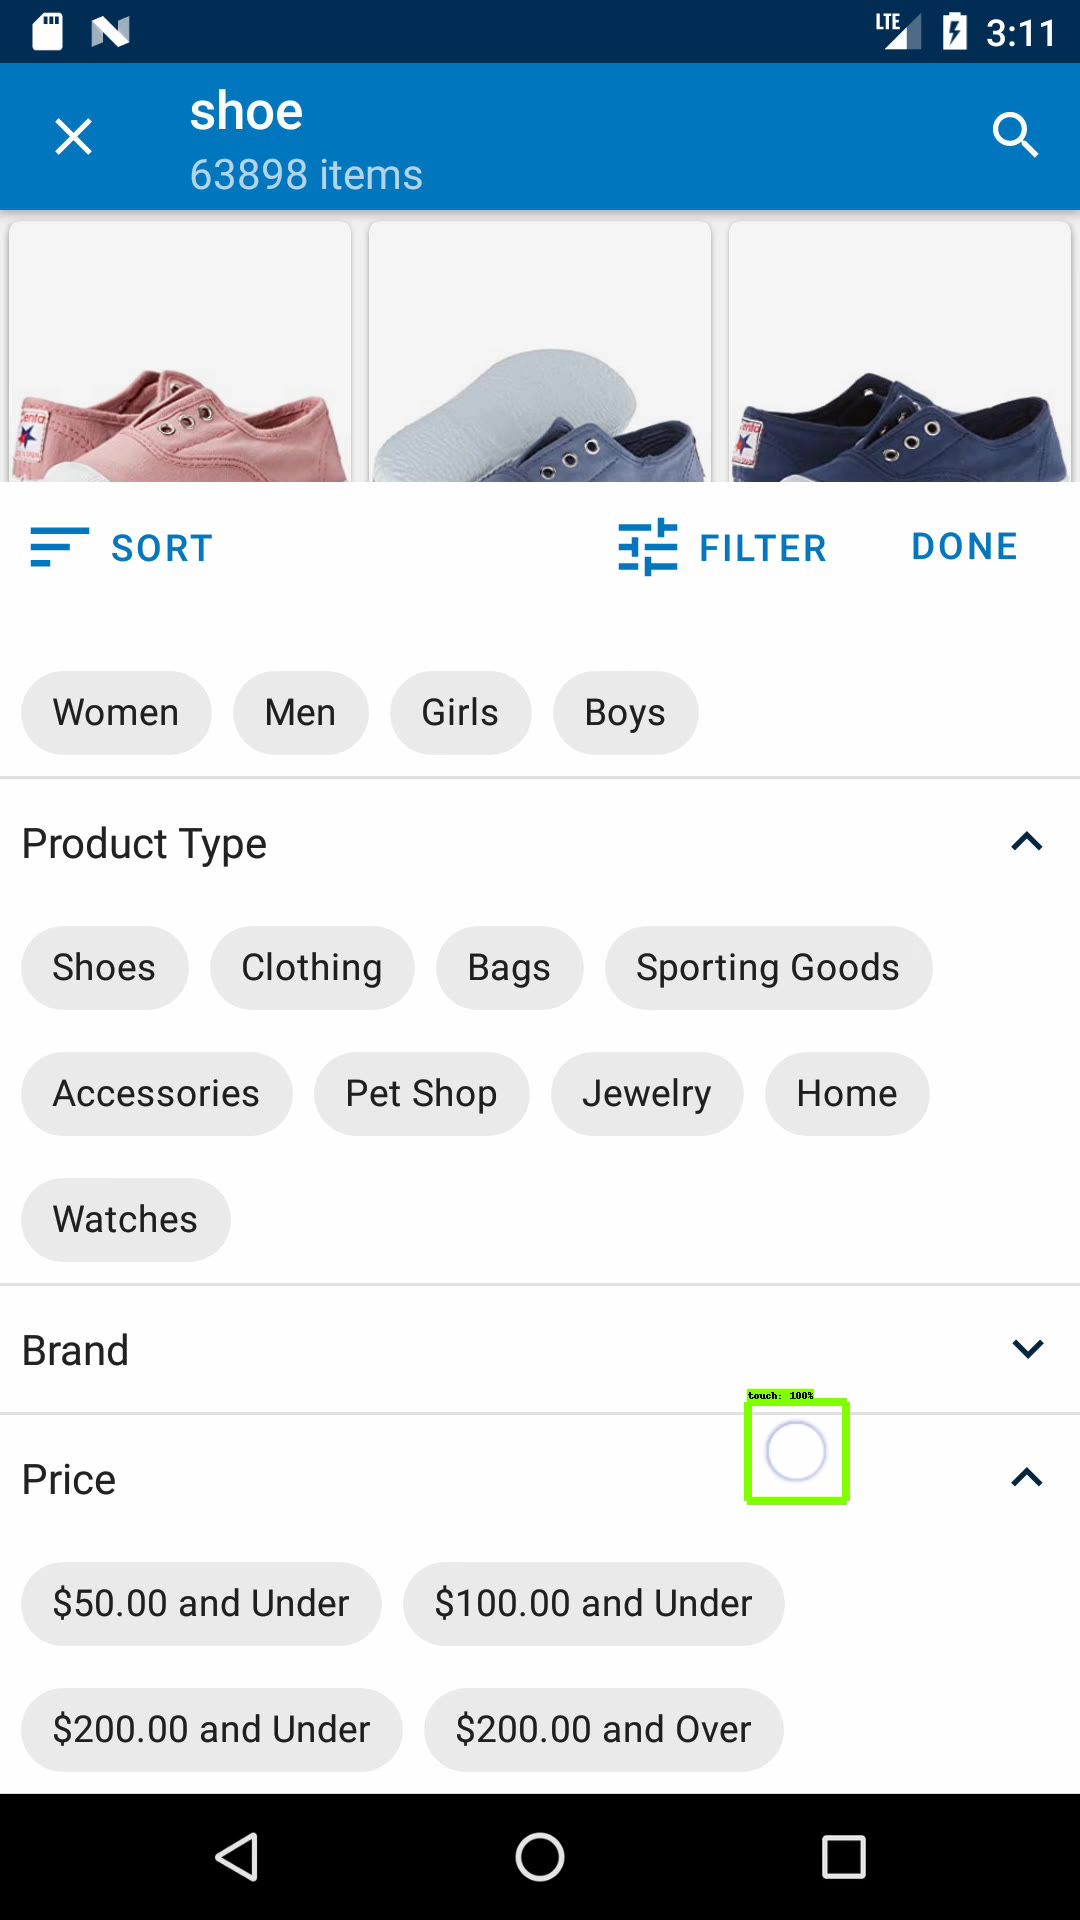 LTE 3:11
shoe
63898 items
SORT FILTER DONE
Women Men Girls Boys
Product Type
Shoes Clothing Bags Sporting Goods
Accessories Pet Shop Jewelry Home
Watches
Brand
touch: 100%
Price
$50.00 and Under $100.00 and Under
$200.00 and Under $200.00 and Over